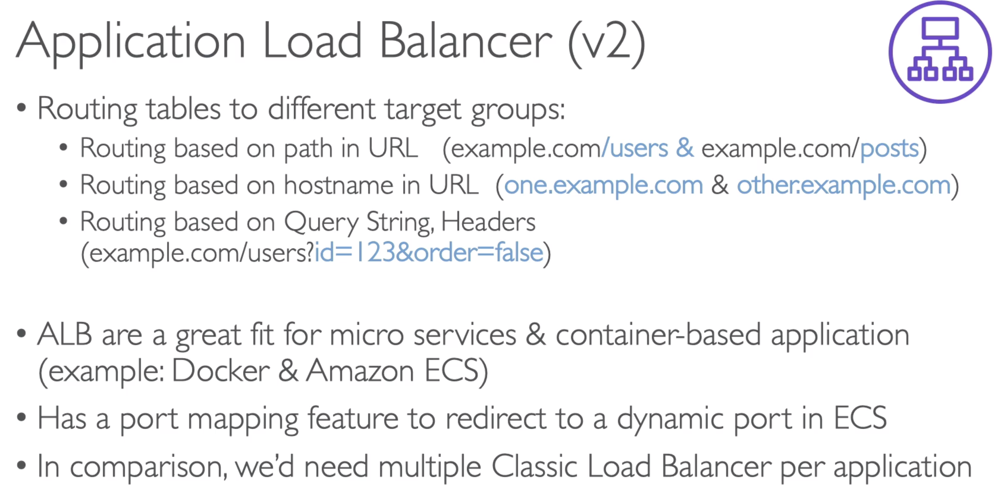 Application Load Balancer (v2)
• Routing tables to different target groups:
• Routing based on path in URL (example.com/users & example.com/posts)
• Routing based on hostname in URL (one.example.com & other.example.com)
• Routing based on Query String, Headers
(example.com/users?id=123&order=false)
• ALB are a great fit for micro services & container-based application
(example: Docker & Amazon ECS)
• Has a port mapping feature to redirect to a dynamic port in ECS
• In comparison, we’d need multiple Classic Load Balancer per application